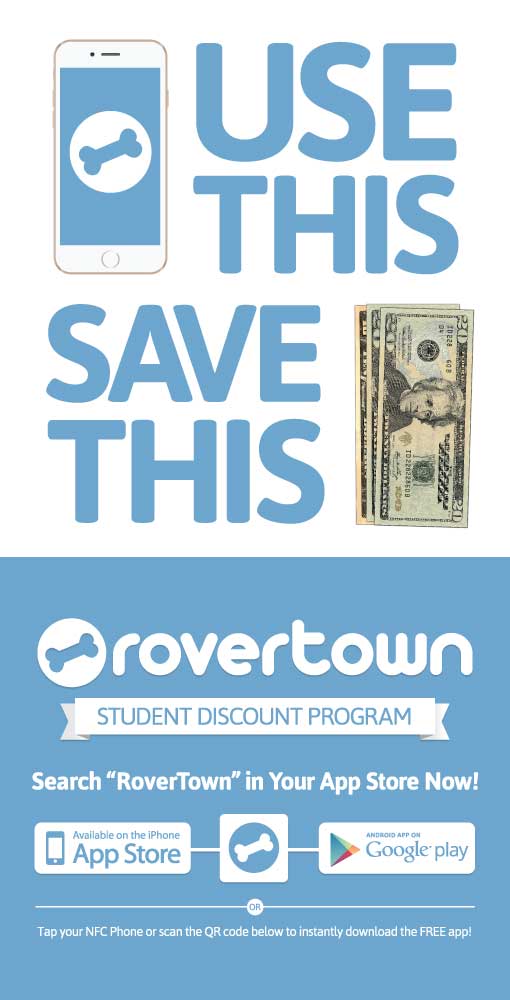 USE
THIS
SAVE
THIS
20
20
rovertown
STUDENT DISCOUNT PROGRAM
Search “RoverTown” in Your App Store Now!
Available on the iPhone
App Store
ANDROID APP ON
Google play
OR
Tap your NFC Phone or scan the QR code below to instantly download the FREE app!